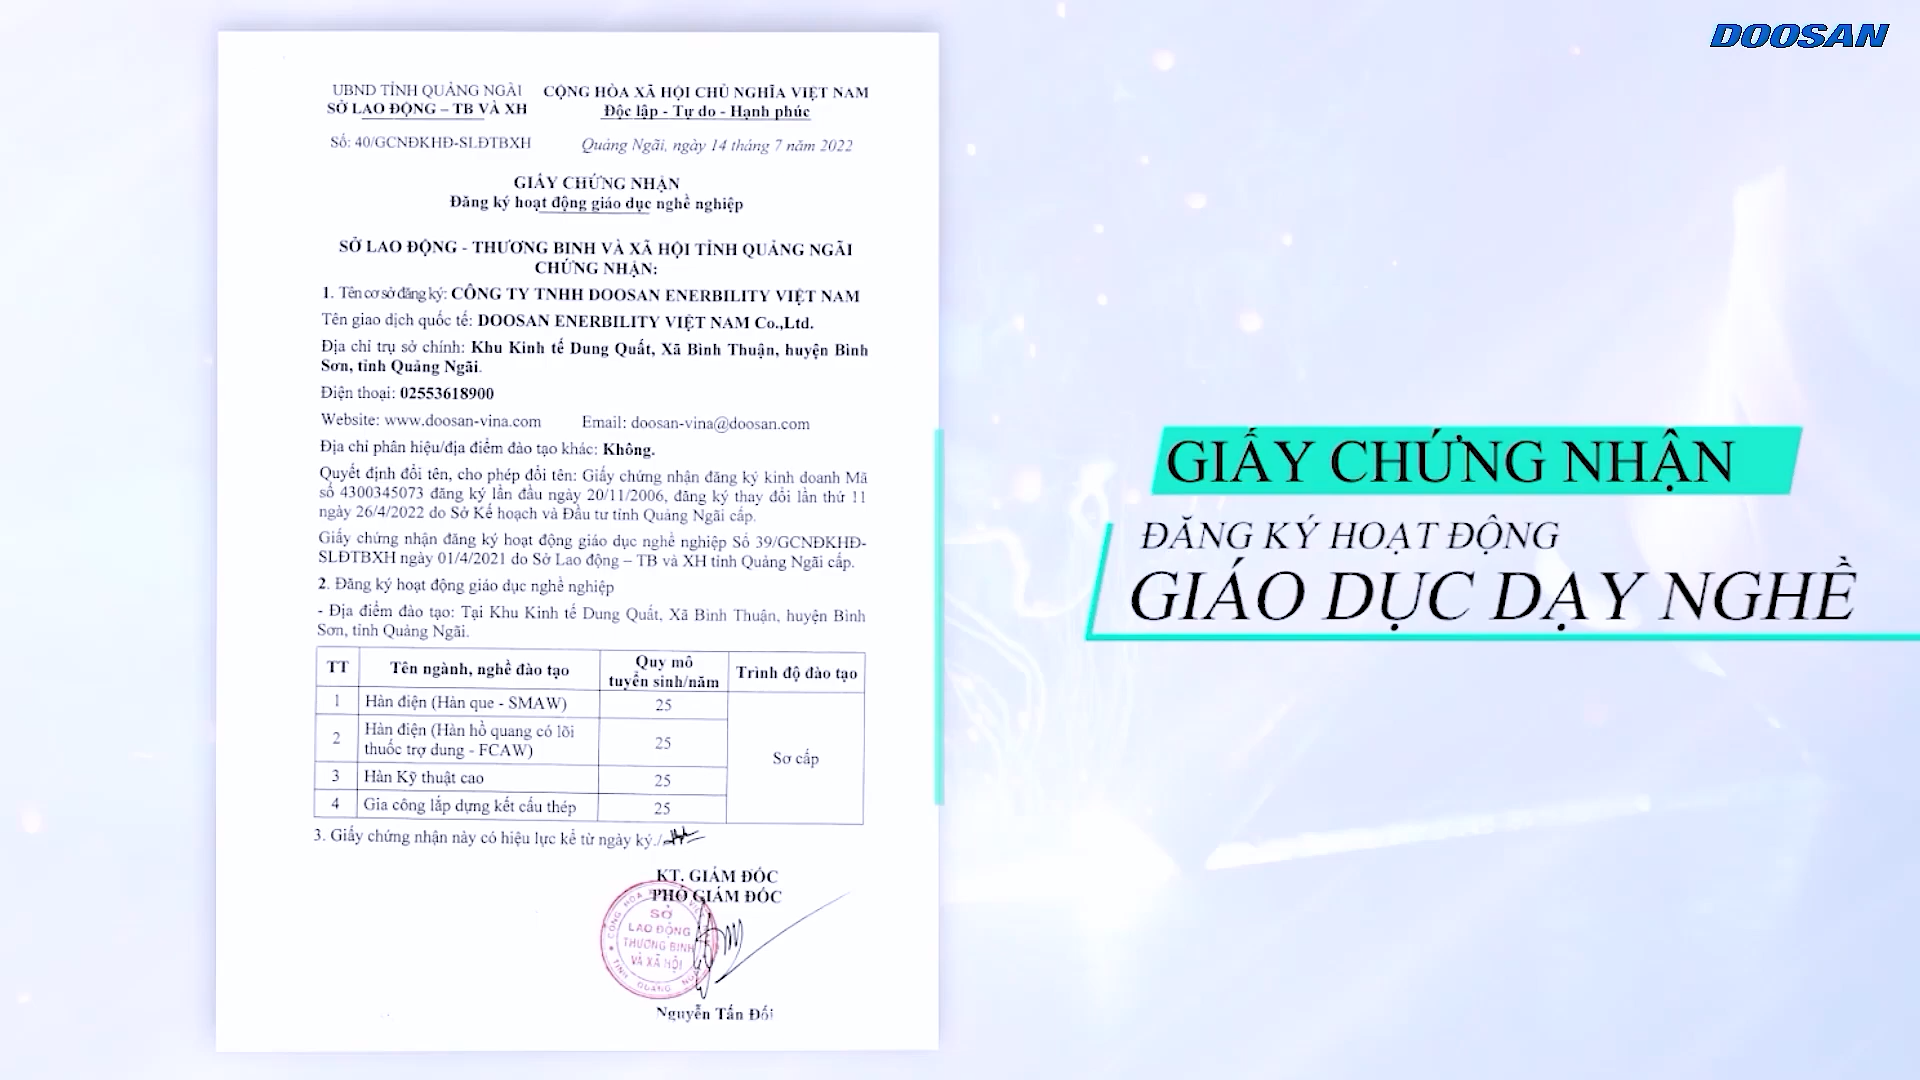 DOOSAN
UBND TỈNH QUẢNG NGÃI
SỞ LAO ĐỘNG – TB VÀ XH
Số: 40/GCNĐKHĐ-SLĐTBXH
CỘNG HÒA XÃ HỘI CHỦ NGHĨA VIỆT NAM
Độc lập - Tự do - Hạnh phúc
Quảng Ngãi, ngày 14 tháng 7 năm 2022
GIẤY CHỨNG NHẬN
Đăng ký hoạt động giáo dục nghề nghiệp
SỞ LAO ĐỘNG - THƯƠNG BINH VÀ XÃ HỘI TỈNH QUẢNG NGÃI
CHỨNG NHẬN:
1. Tên cơ sở đăng ký: CÔNG TY TNHH DOOSAN ENERBILITY VIỆT NAM
Tên giao dịch quốc tế: DOOSAN ENERBILITY VIỆT NAM Co.,Ltd.
Địa chỉ trụ sở chính: Khu Kinh tế Dung Quất, Xã Bình Thuận, huyện Bình
Sơn, tỉnh Quảng Ngãi.
Điện thoại: 02553618900
Website: www.doosan-vina.com Email: doosan-vina@doosan.com
Địa chỉ phân hiệu/địa điểm đào tạo khác: Không.
Quyết định đổi tên, cho phép đổi tên: Giấy chứng nhận đăng ký kinh doanh Mã
số 4300345073 đăng ký lần đầu ngày 20/11/2006, đăng ký thay đổi lần thứ 11
ngày 26/4/2022 do Sở Kế hoạch và Đầu tư tỉnh Quảng Ngãi cấp.
Giấy chứng nhận đăng ký hoạt động giáo dục nghề nghiệp Số 39/GCNĐKHĐ-
SLĐTBXH ngày 01/4/2021 do Sở Lao động – TB và XH tỉnh Quảng Ngãi cấp.
2. Đăng ký hoạt động giáo dục nghề nghiệp
- Địa điểm đào tạo: Tại Khu Kinh tế Dung Quất, Xã Bình Thuận, huyện Bình
Sơn, tỉnh Quảng Ngãi.
TT Tên ngành, nghề đào tạo Quy mô tuyển sinh/năm Trình độ đào tạo
1 Hàn điện (Hàn que - SMAW) 25
2 Hàn điện (Hàn hồ quang có lõi
thuốc trợ dung - FCAW) 25
Sơ cấp
3 Hàn Kỹ thuật cao 25
4 Gia công lắp dựng kết cấu thép 25
3. Giấy chứng nhận này có hiệu lực kể từ ngày ký./.
KT. GIÁM ĐỐC
PHÓ GIÁM ĐỐC
SỞ
LAO ĐỘNG
THƯƠNG BINH
VÀ XÃ HỘI
TỈNH QUẢNG NGÃI
Nguyễn Tấn Đối
GIẤY CHỨNG NHẬN
ĐĂNG KÝ HOẠT ĐỘNG
GIÁO DỤC DẠY NGHỀ